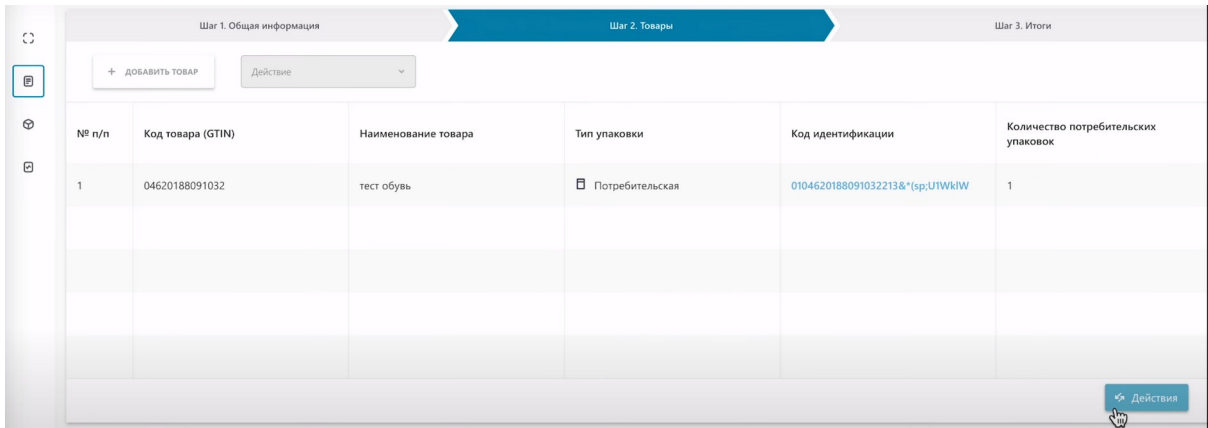 Шаг 1. Общая информация
Шаг 2. Товары
Шаг 3. Итоги
+ ДОБАВИТЬ ТОВАР
Действие
№ п/п
Код товара (GTIN)
Наименование товара
Тип упаковки
Код идентификации
Количество потребительских
упаковок
1
04620188091032
тест обувь
Потребительская
0104620188091032213&*(sp;U1WklW
1
Действия